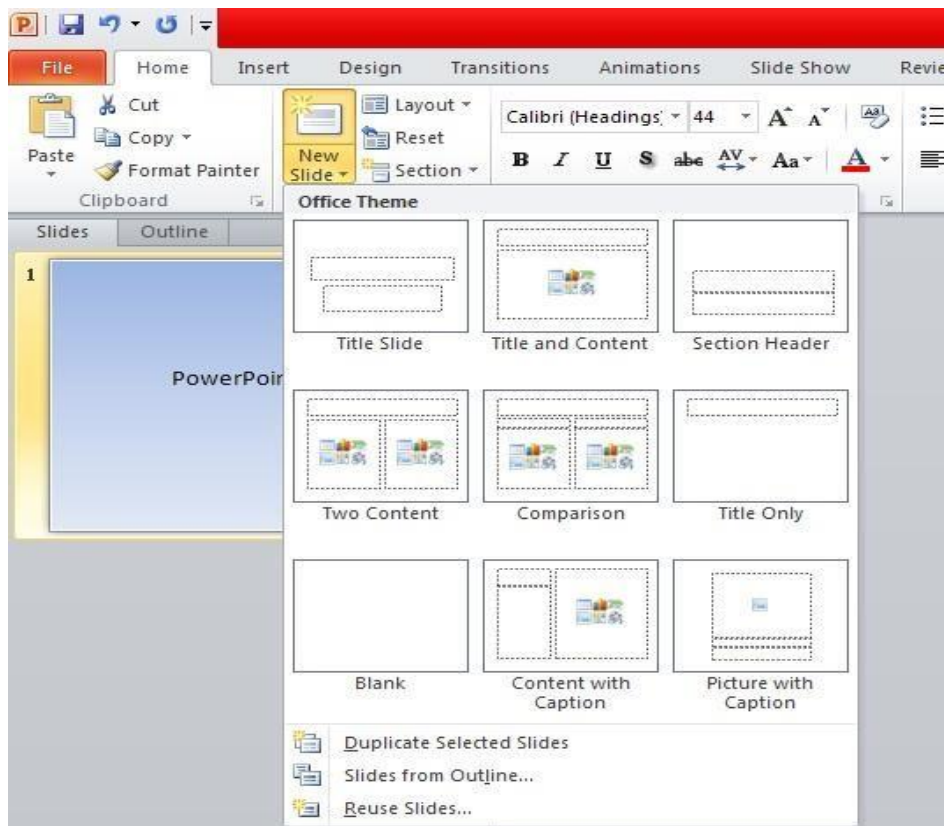 File Home Insert Design Transitions Animations Slide Show
Cut
Copy
Format Painter
Paste
Clipboard
New
Slide
Layout
Reset
Section
Calibri (Headings 44
B I U S abc AV Aa A
Slides Outline
1
PowerPoin
Office Theme
Title Slide Title and Content Section Header
Two Content Comparison Title Only
Blank Content with Caption Picture with Caption
Duplicate Selected Slides
Slides from Outline...
Reuse Slides...